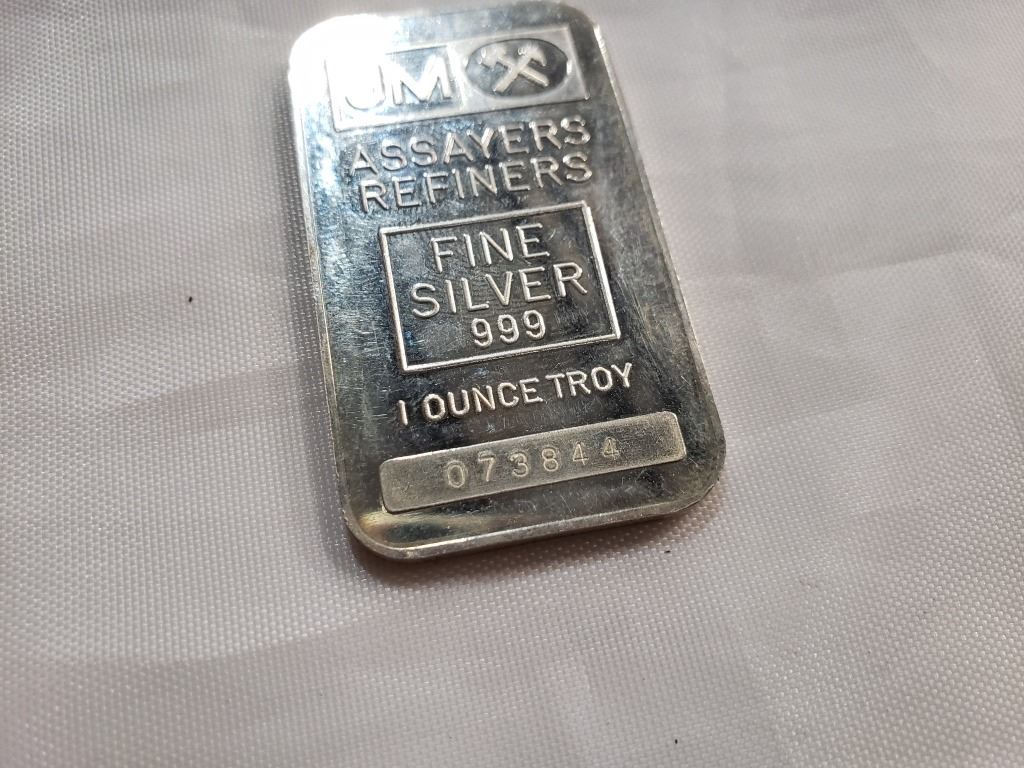 JM
ASSAYERS
REFINERS
FINE
SILVER
999
1 OUNCE TROY
073844